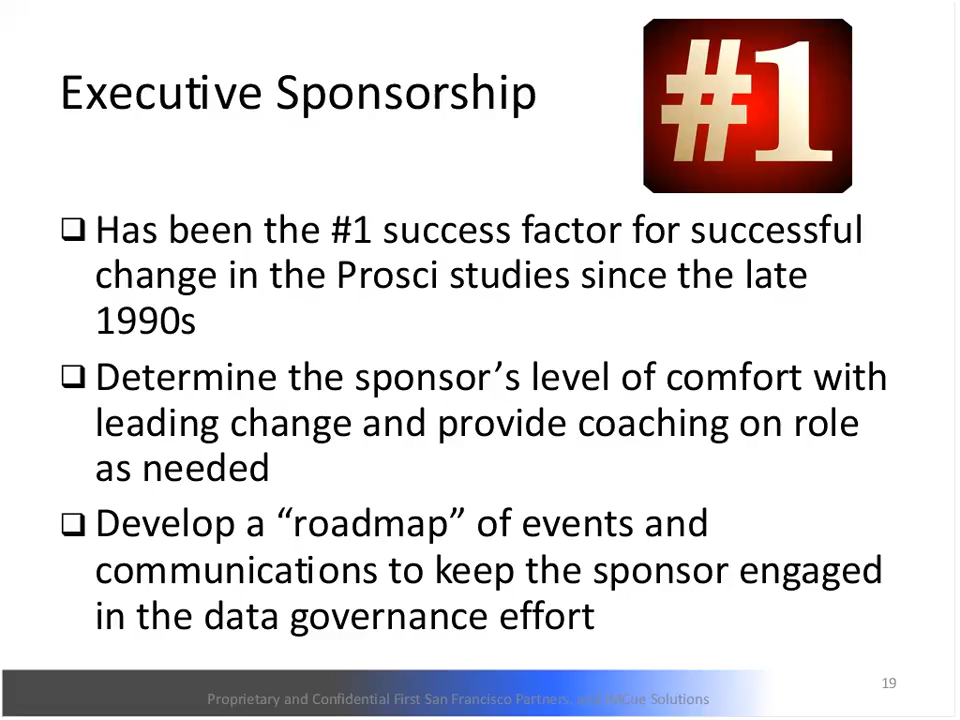 Executive Sponsorship
#1
❑ Has been the #1 success factor for successful
change in the Prosci studies since the late
1990s
❑ Determine the sponsor’s level of comfort with
leading change and provide coaching on role
as needed
❑ Develop a “roadmap” of events and
communications to keep the sponsor engaged
in the data governance effort
19
Proprietary and Confidential First San Francisco Partners. and IMCue Solutions